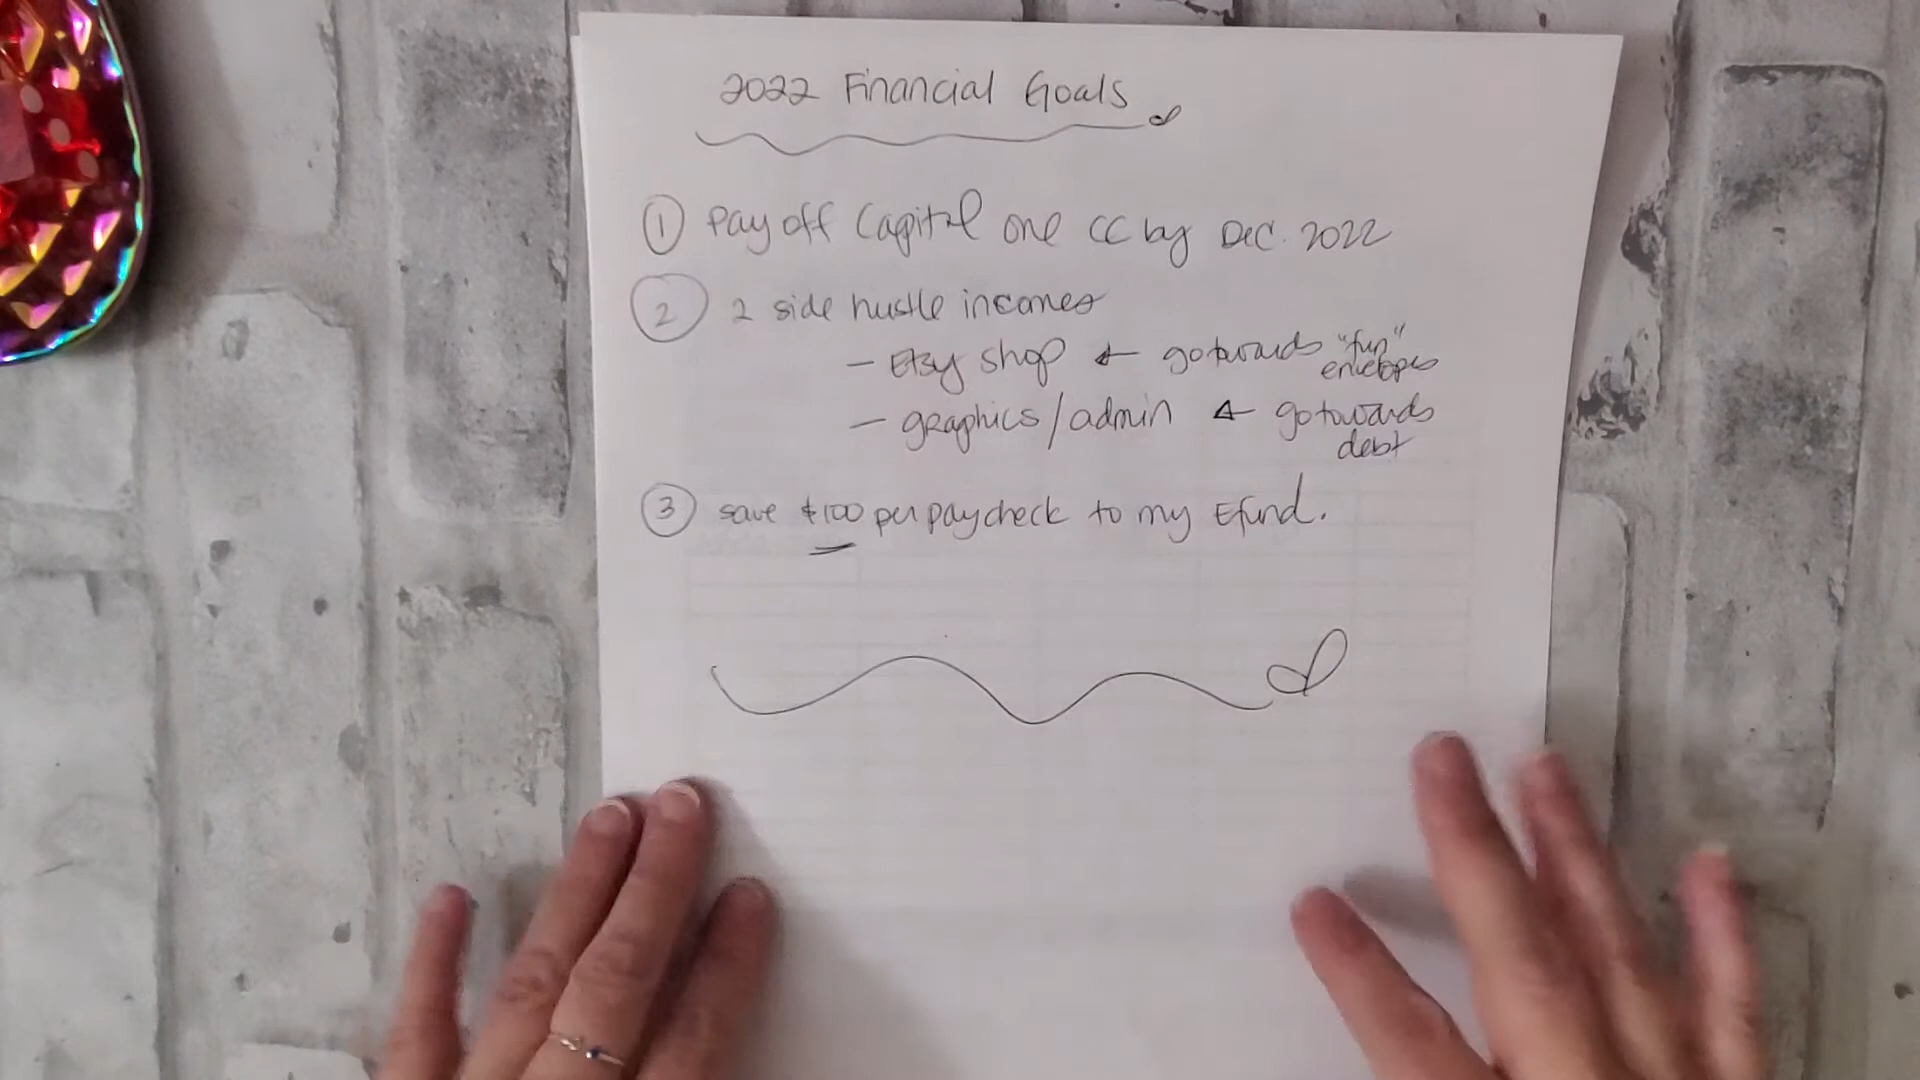 2022 Financial Goals
① Pay off Capital one CC by Dec. 2022
② 2 side hustle incomes
- Etsy shop ← go towards "fun" envelopes
- graphics/admin ← go towards debt
③ save $100 per paycheck to my Efund.